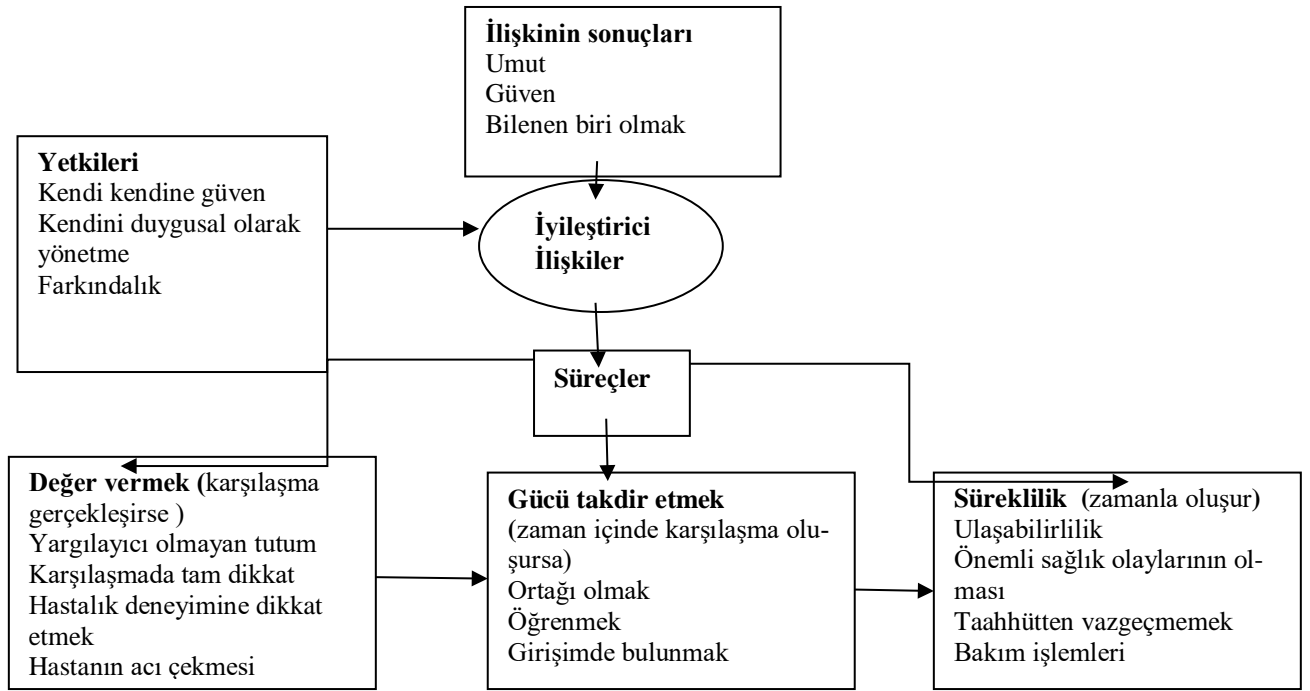 İlişkinin sonuçları
Umut
Güven
Bilenen biri olmak
Yetkileri
Kendi kendine güven
Kendini duygusal olarak
yönetme
Farkındalık
İyileştirici
İlişkiler
Süreçler
Değer vermek (karşılaşma
gerçekleşirse )
Yargılayıcı olmayan tutum
Karşılaşmada tam dikkat
Hastalık deneyimine dikkat
etmek
Hastanın acı çekmesi
Gücü takdir etmek
(zaman içinde karşılaşma olu-
şursa)
Ortağı olmak
Öğrenmek
Girişimde bulunmak
Süreklilik (zamanla oluşur)
Ulaşabilirlilik
Önemli sağlık olaylarının ol-
ması
Taahhütten vazgeçmemek
Bakım işlemleri